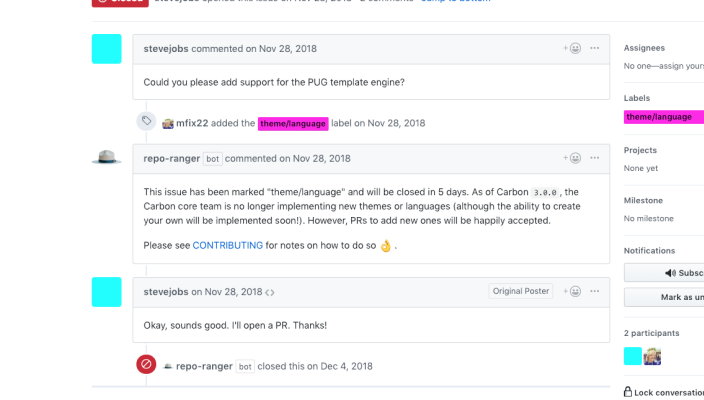 stevejobs commented on Nov 28, 2018
Could you please add support for the PUG template engine?
mfix22 added the theme/language label on Nov 28, 2018
repo-ranger bot commented on Nov 28, 2018
This issue has been marked "theme/language" and will be closed in 5 days. As of Carbon 3.0.0 , the
Carbon core team is no longer implementing new themes or languages (although the ability to create
your own will be implemented soon!). However, PRs to add new ones will be happily accepted.
Please see CONTRIBUTING for notes on how to do so 👌 .
stevejobs on Nov 28, 2018
Original Poster
Okay, sounds good. I'll open a PR. Thanks!
repo-ranger bot closed this on Dec 4, 2018
Assignees
No one—assign
Labels
theme/language
Projects
None yet
Milestone
No milestone
Notifications
Mark as
2 participants
Lock